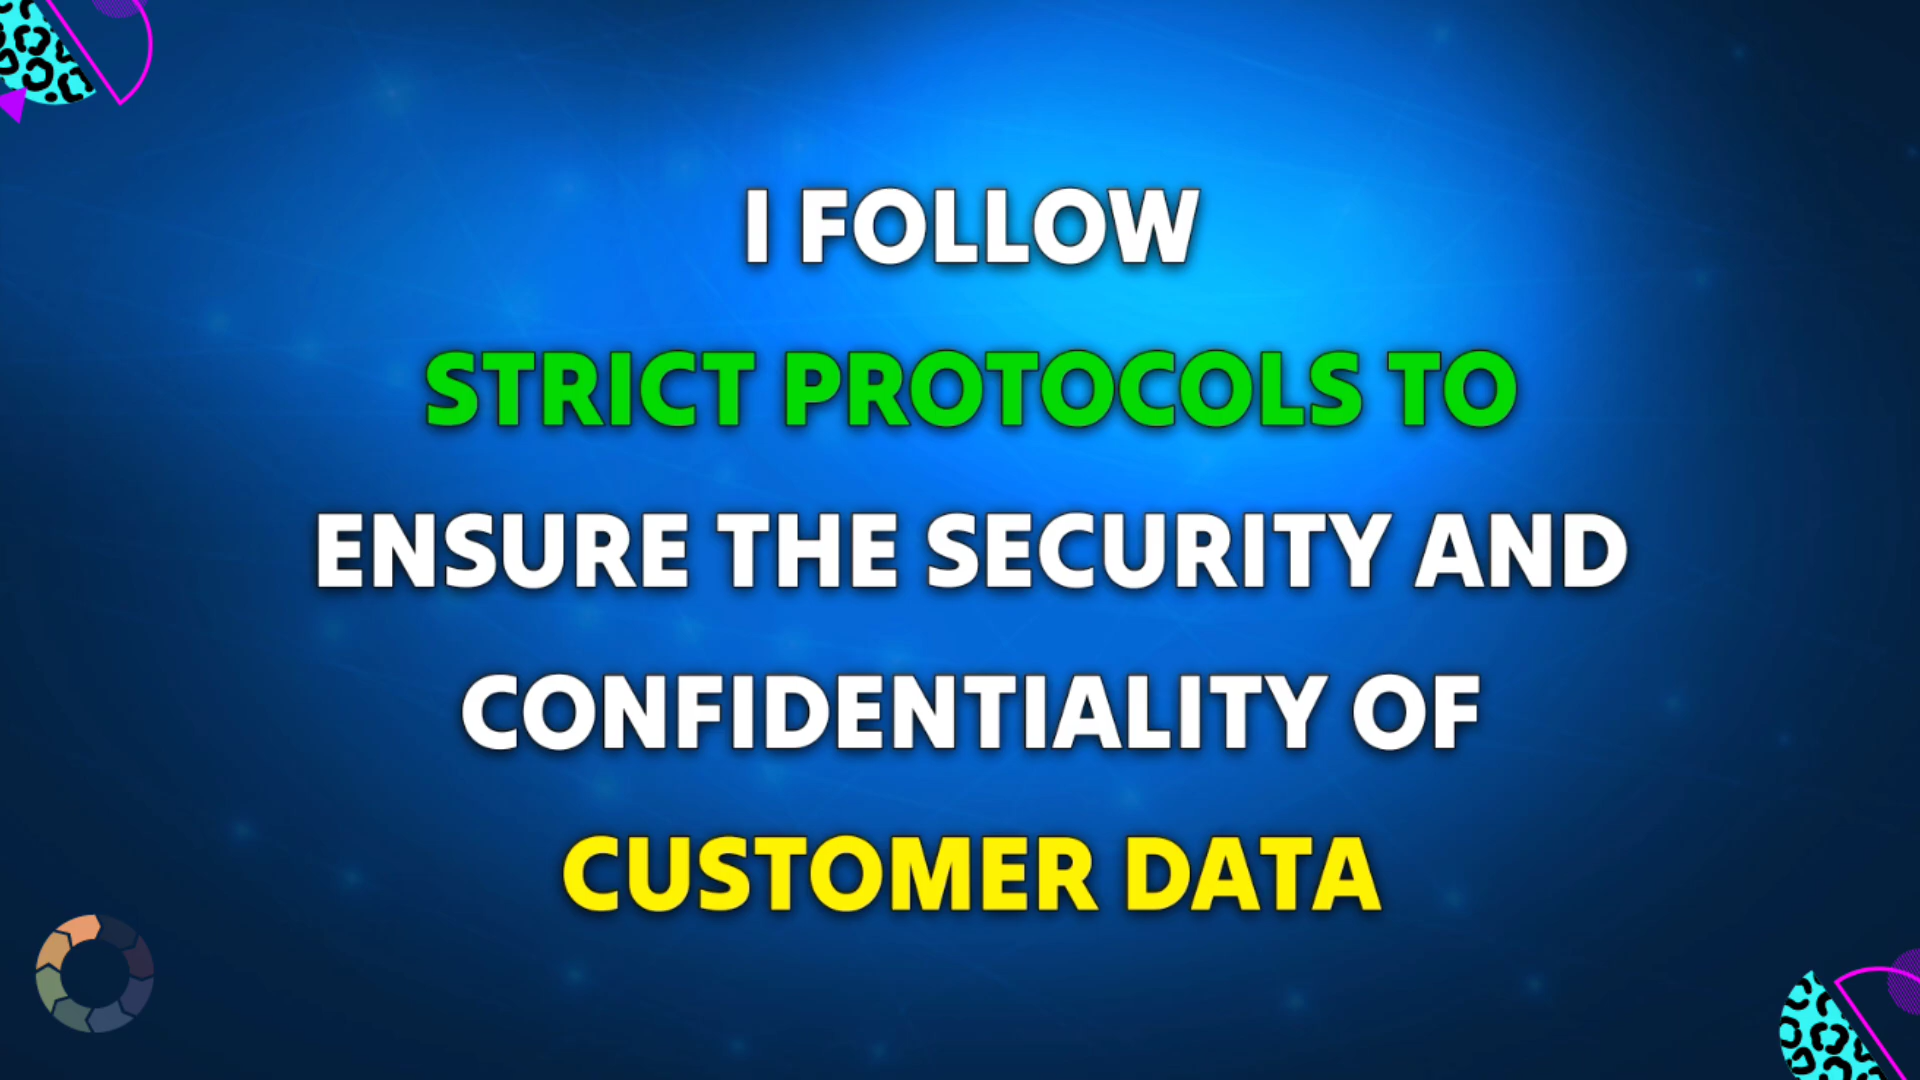 I FOLLOW
STRICT PROTOCOLS TO
ENSURE THE SECURITY AND
CONFIDENTIALITY OF
CUSTOMER DATA